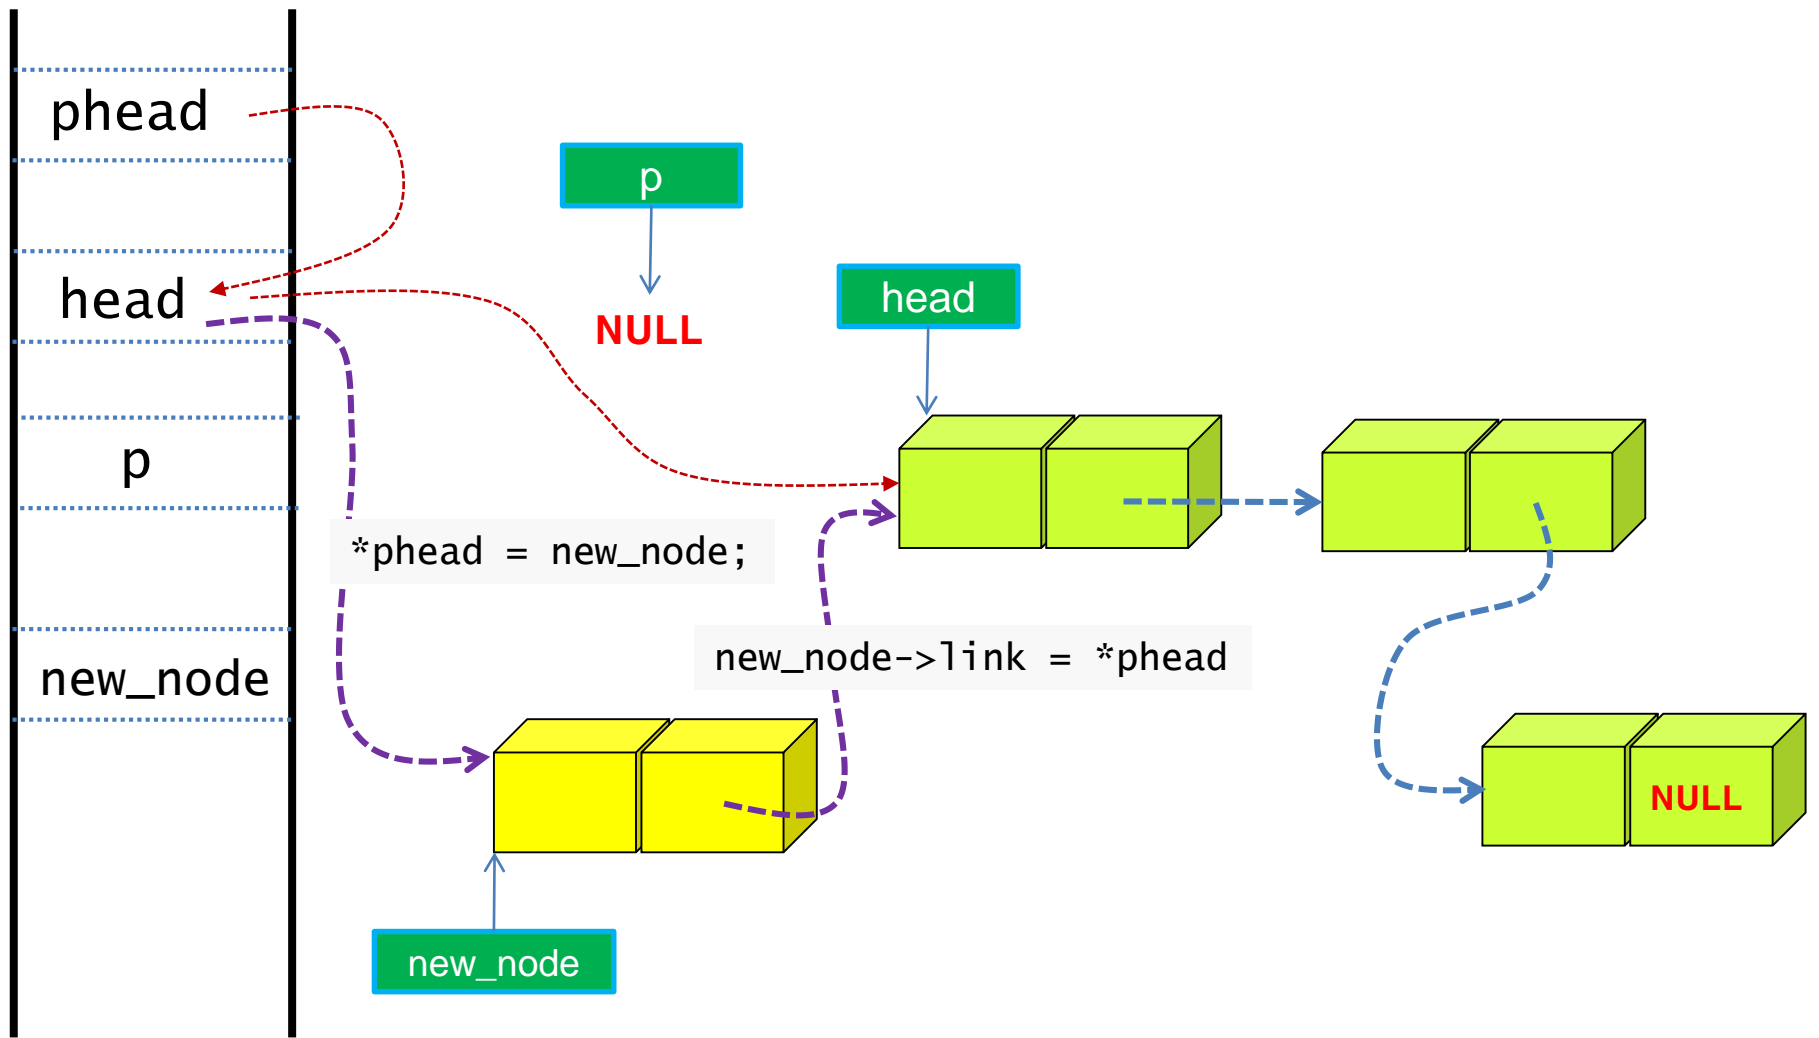 phead
head
p
new_node
p
NULL
head
*phead = new_node;
new_node->link = *phead
NULL
new_node